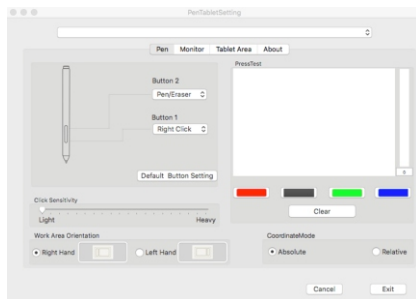 PenTabletSetting
Pen Monitor Tablet Area About
PressTest
Button 2
Pen/Eraser
Button 1
Right Click
Default Button Setting
0
Click Sensitivity
Light Heavy
Clear
Work Area Orientation
Right Hand Left Hand
CoordinateMode
Absolute Relative
Cancel Exit